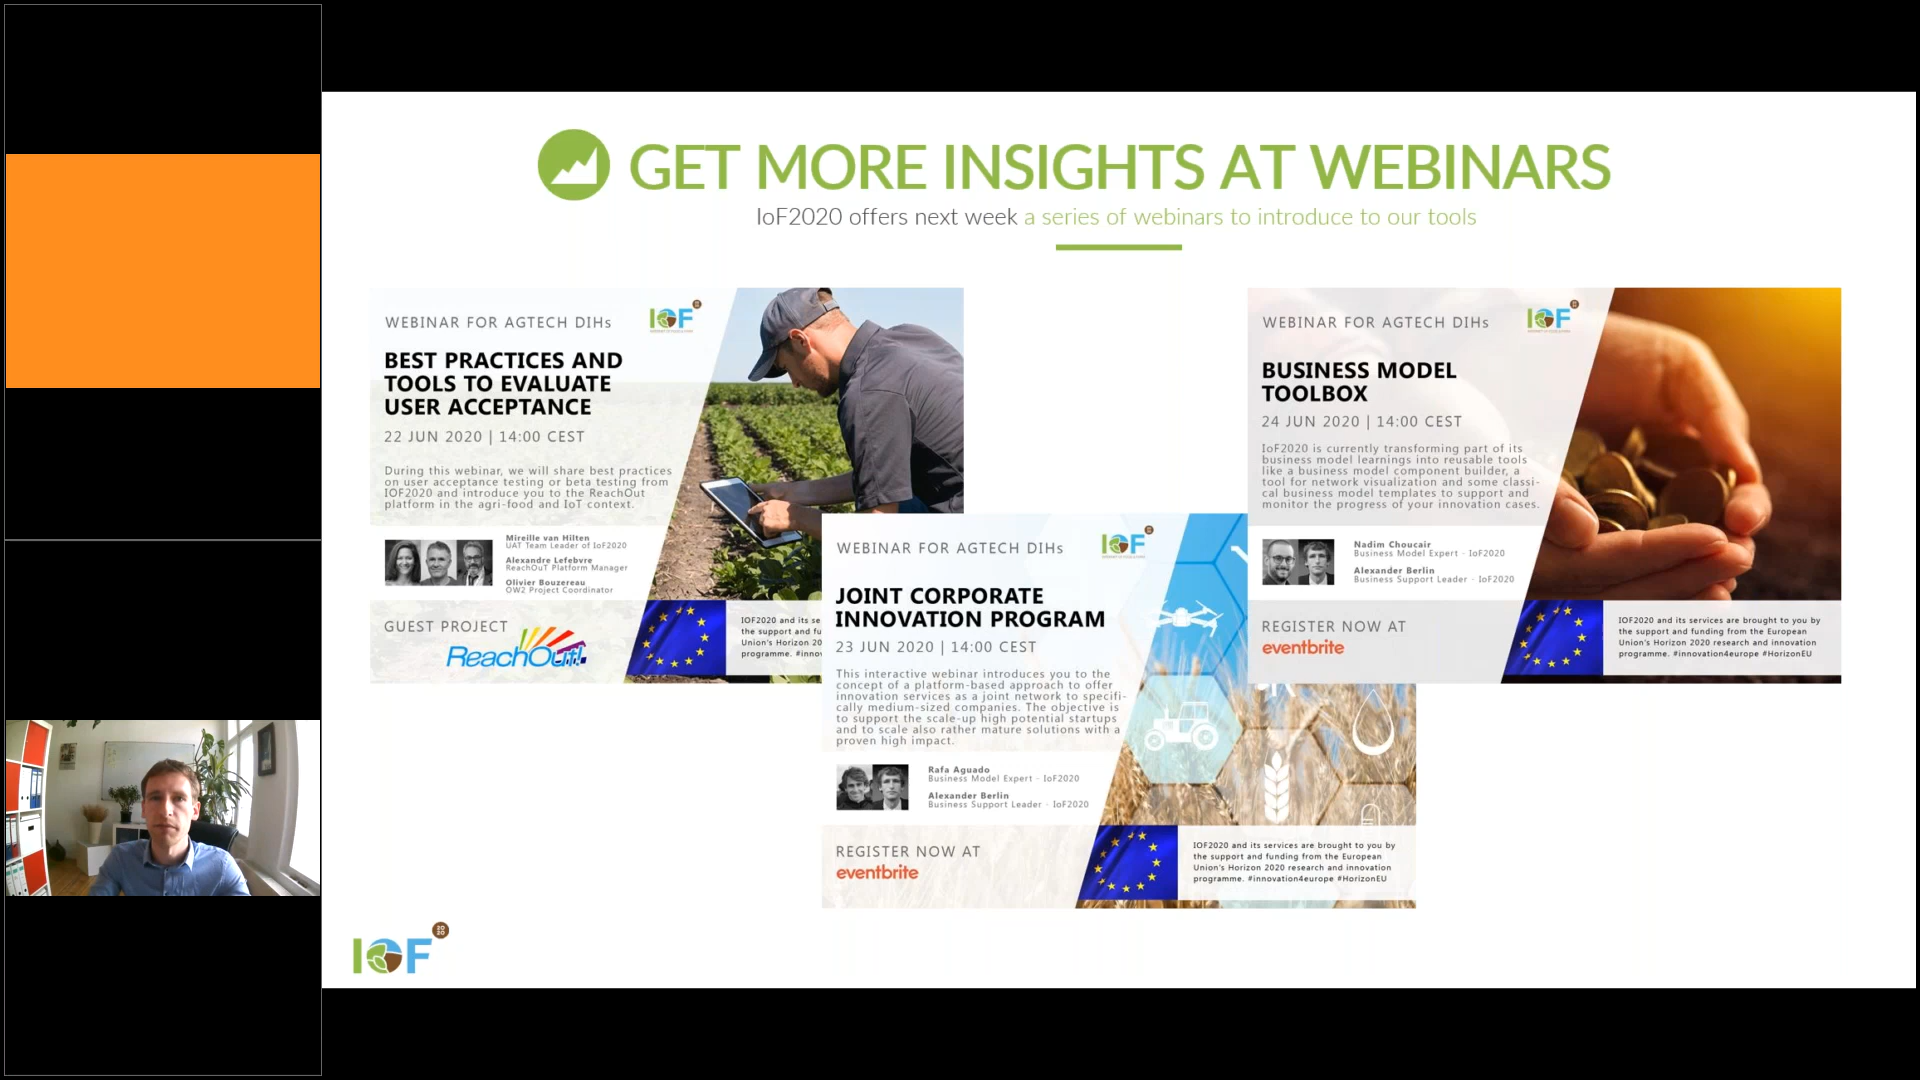 GET MORE INSIGHTS AT WEBINARS
IoF2020 offers next week a series of webinars to introduce to our tools
WEBINAR FOR AGTECH DIHs
IOF
BEST PRACTICES AND
TOOLS TO EVALUATE
USER ACCEPTANCE
22 JUN 2020 | 14:00 CEST
During this webinar, we will share best practices
on user acceptance testing or beta testing from
IOF2020 and introduce you to the ReachOut
platform in the agri-food and IoT context.
Mireille van Hilten
UAT Team Leader of IoF2020
Alexandre Lefebvre
ReachOuT Platform Manager
Olivier Bouzereau
OW2 Project Coordinator
GUEST PROJECT
ReachOut!
IOF2020 and its se
the support and fu
Union's Horizon 20
programme. #innov
WEBINAR FOR AGTECH DIHs
IOF
JOINT CORPORATE
INNOVATION PROGRAM
23 JUN 2020 | 14:00 CEST
This interactive webinar introduces you to the
concept of a platform-based approach to offer
innovation services as a joint network to specifi-
cally medium-sized companies. The objective is
to support the scale-up high potential startups
and to scale also rather mature solutions with a
proven high impact.
Rafa Aguado
Business Model Expert - IoF2020
Alexander Berlin
Business Support Leader - IoF2020
REGISTER NOW AT
eventbrite
IOF2020 and its services are brought to you by
the support and funding from the European
Union's Horizon 2020 research and innovation
programme. #innovation4europe #HorizonEU
WEBINAR FOR AGTECH DIHs
IOF
BUSINESS MODEL
TOOLBOX
24 JUN 2020 | 14:00 CEST
IoF2020 is currently transforming part of its
business model learnings into reusable tools
like a business model component builder, a
tool for network visualization and some classi-
cal business model templates to support and
monitor the progress of your innovation cases.
Nadim Choucair
Business Model Expert - IoF2020
Alexander Berlin
Business Support Leader - IoF2020
REGISTER NOW AT
eventbrite
IOF2020 and its services are brought to you by
the support and funding from the European
Union's Horizon 2020 research and innovation
programme. #innovation4europe #HorizonEU
IOF
20
20